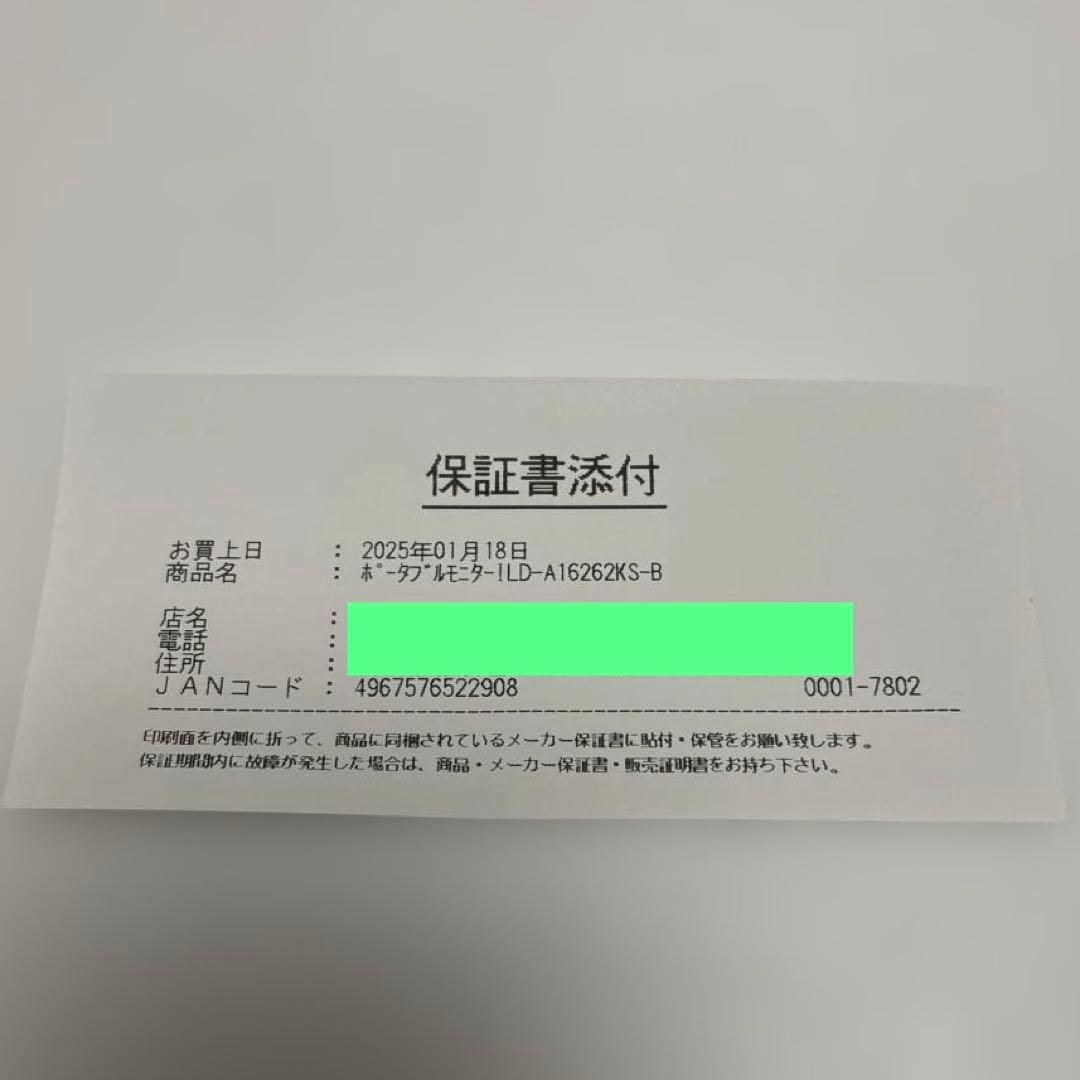 保証書添付
お買上日 : 2025年01月18日
商品名 : ﾎﾟｰﾀﾌﾞﾙﾓﾆﾀｰILD-A16262KS-B
店名 :
電話 :
住所 :
ＪＡＮコード : 4967576522908 0001-7802
印刷面を内側に折って、商品に同梱されているメーカー保証書に貼付・保管をお願い致します。
保証期間内に故障が発生した場合は、商品・メーカー保証書・販売証明書をお持ち下さい。